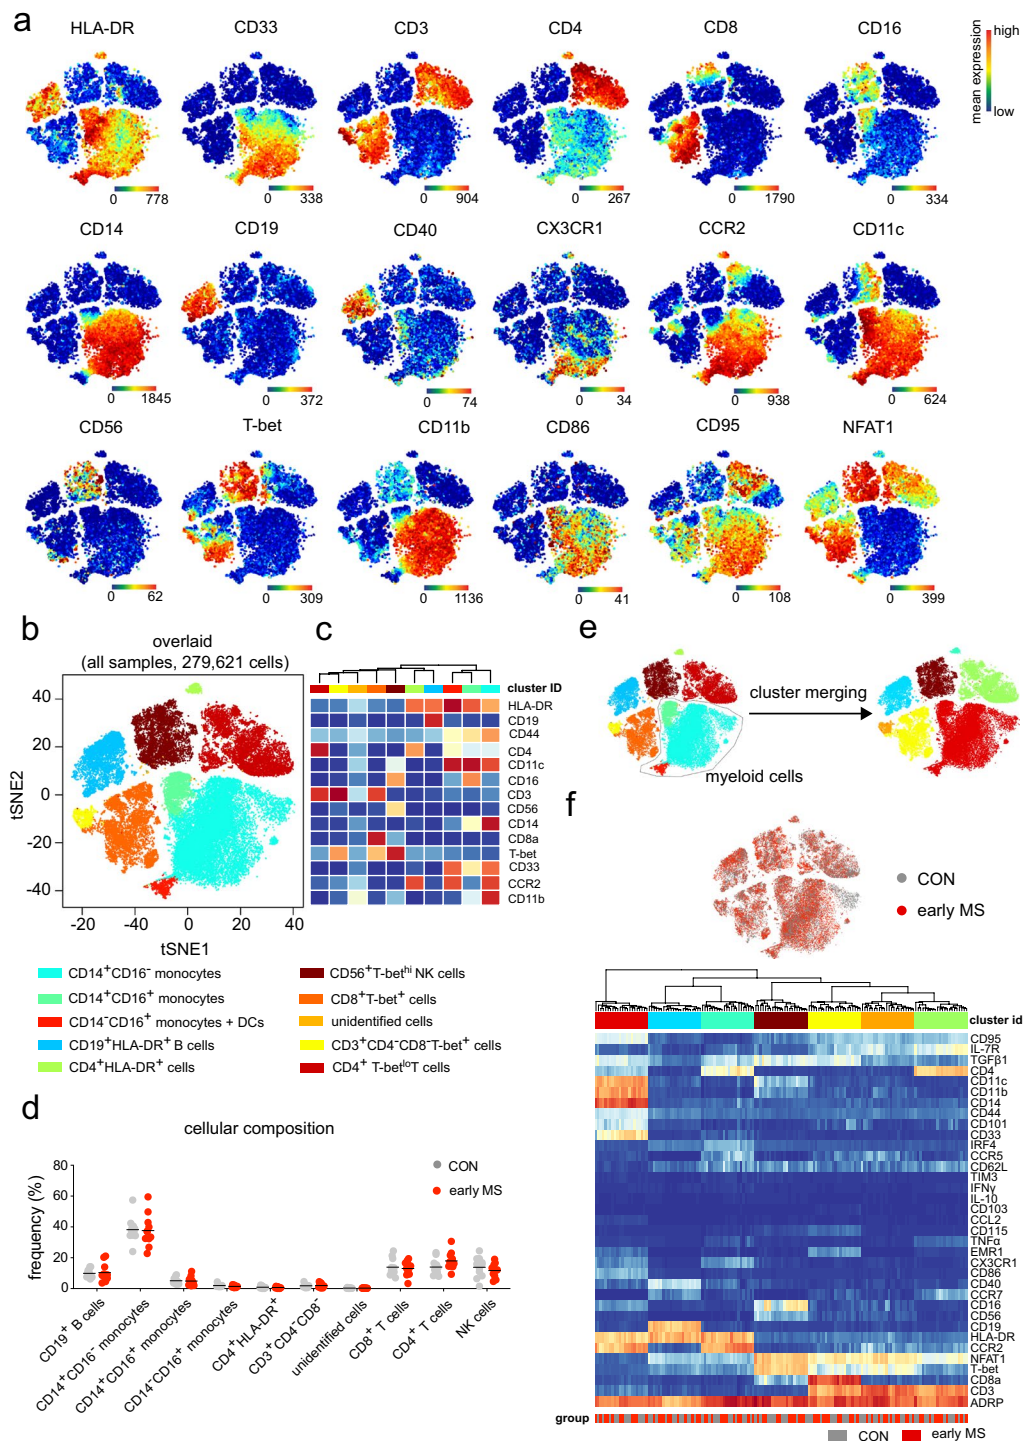 a
HLA-DR CD33 CD3 CD4 CD8 CD16
high
mean expression
low
0 778 0 338 0 904 0 267 0 1790 0 334
CD14 CD19 CD40 CX3CR1 CCR2 CD11c
0 1845 0 372 0 74 0 34 0 938 0 624
CD56 T-bet CD11b CD86 CD95 NFAT1
0 62 0 309 0 1136 0 41 0 108 0 399
b
overlaid
(all samples, 279,621 cells)
40
20
0
-20
-40
tSNE2
-20 -40 0 20 40
tSNE1
CD14+CD16- monocytes
CD14+CD16+ monocytes
CD14-CD16+ monocytes + DCs
CD19+HLA-DR+ B cells
CD4+HLA-DR+ cells
CD56+T-bethi NK cells
CD8+T-bet+ cells
unidentified cells
CD3+CD4-CD8-T-bet+ cells
CD4+ T-betloT cells
c
cluster ID
HLA-DR
CD19
CD44
CD4
CD11c
CD16
CD3
CD56
CD14
CD8a
T-bet
CD33
CCR2
CD11b
d
cellular composition
80
60
40
20
0
frequency (%)
CON
early MS
CD19+ B cells
CD14+CD16- monocytes
CD14+CD16+ monocytes
CD14-CD16+ monocytes
CD4+HLA-DR+
CD3+CD4-CD8-
unidentified cells
CD8+ T cells
CD4+ T cells
NK cells
e
cluster merging
myeloid cells
f
CON
early MS
cluster id
CD95
IL-7R
TGFβ1
CD4
CD11c
CD11b
CD14
CD44
CD101
CD33
IRF4
CCR5
CD62L
TIM3
IFNγ
IL-10
CD103
CCL2
CD115
TNFα
EMR1
CX3CR1
CD86
CD40
CCR7
CD16
CD56
CD19
HLA-DR
CCR2
NFAT1
T-bet
CD8a
CD3
ADRP
group
CON early MS